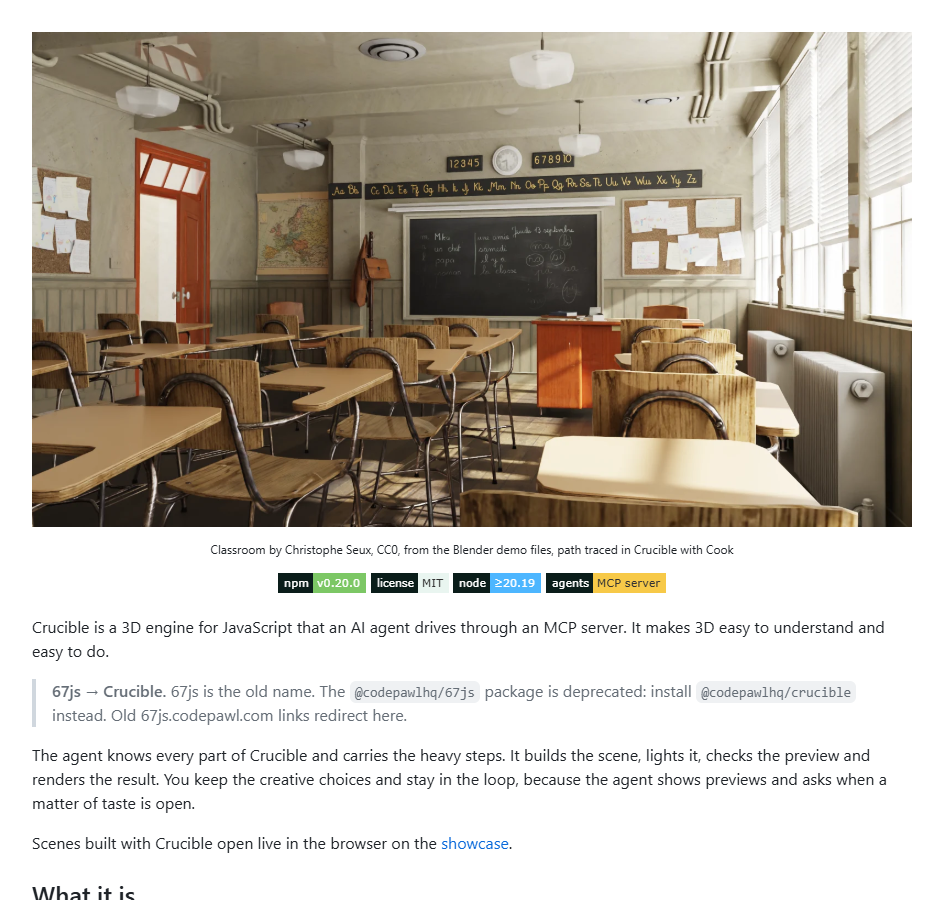 12345
678910
Aa Bb Cc Dd Ee Ff Gg Hh Ii Jj Kk Mm Nn Oo Pp Qq Rr Ss Tt Uu Vv Ww Xx Yy Zz
Jeudi 13 septembre
un chat
papa
Classroom by Christophe Seux, CC0, from the Blender demo files, path traced in Crucible with Cook
npm v0.20.0 license MIT node ≥20.19 agents MCP server
Crucible is a 3D engine for JavaScript that an AI agent drives through an MCP server. It makes 3D easy to understand and
easy to do.
67js → Crucible. 67js is the old name. The @codepawlhq/67js package is deprecated: install @codepawlhq/crucible
instead. Old 67js.codepawl.com links redirect here.
The agent knows every part of Crucible and carries the heavy steps. It builds the scene, lights it, checks the preview and
renders the result. You keep the creative choices and stay in the loop, because the agent shows previews and asks when a
matter of taste is open.
Scenes built with Crucible open live in the browser on the showcase.
What it is